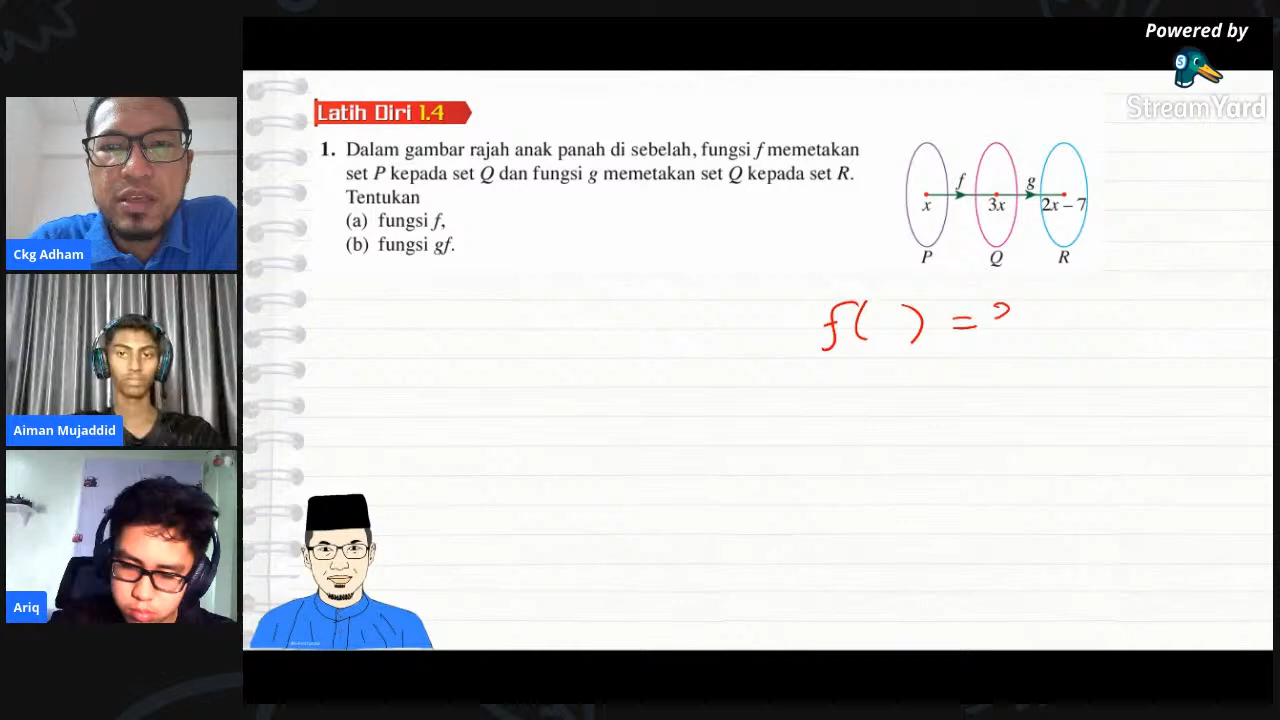 Powered by
StreamYard
Latih Diri 1.4
1. Dalam gambar rajah anak panah di sebelah, fungsi f memetakan
set P kepada set Q dan fungsi g memetakan set Q kepada set R.
Tentukan
(a) fungsi f,
(b) fungsi gf.
f g
x 3x 2x – 7
P Q R
f( ) = 
Ckg Adham
Aiman Mujaddid
Ariq